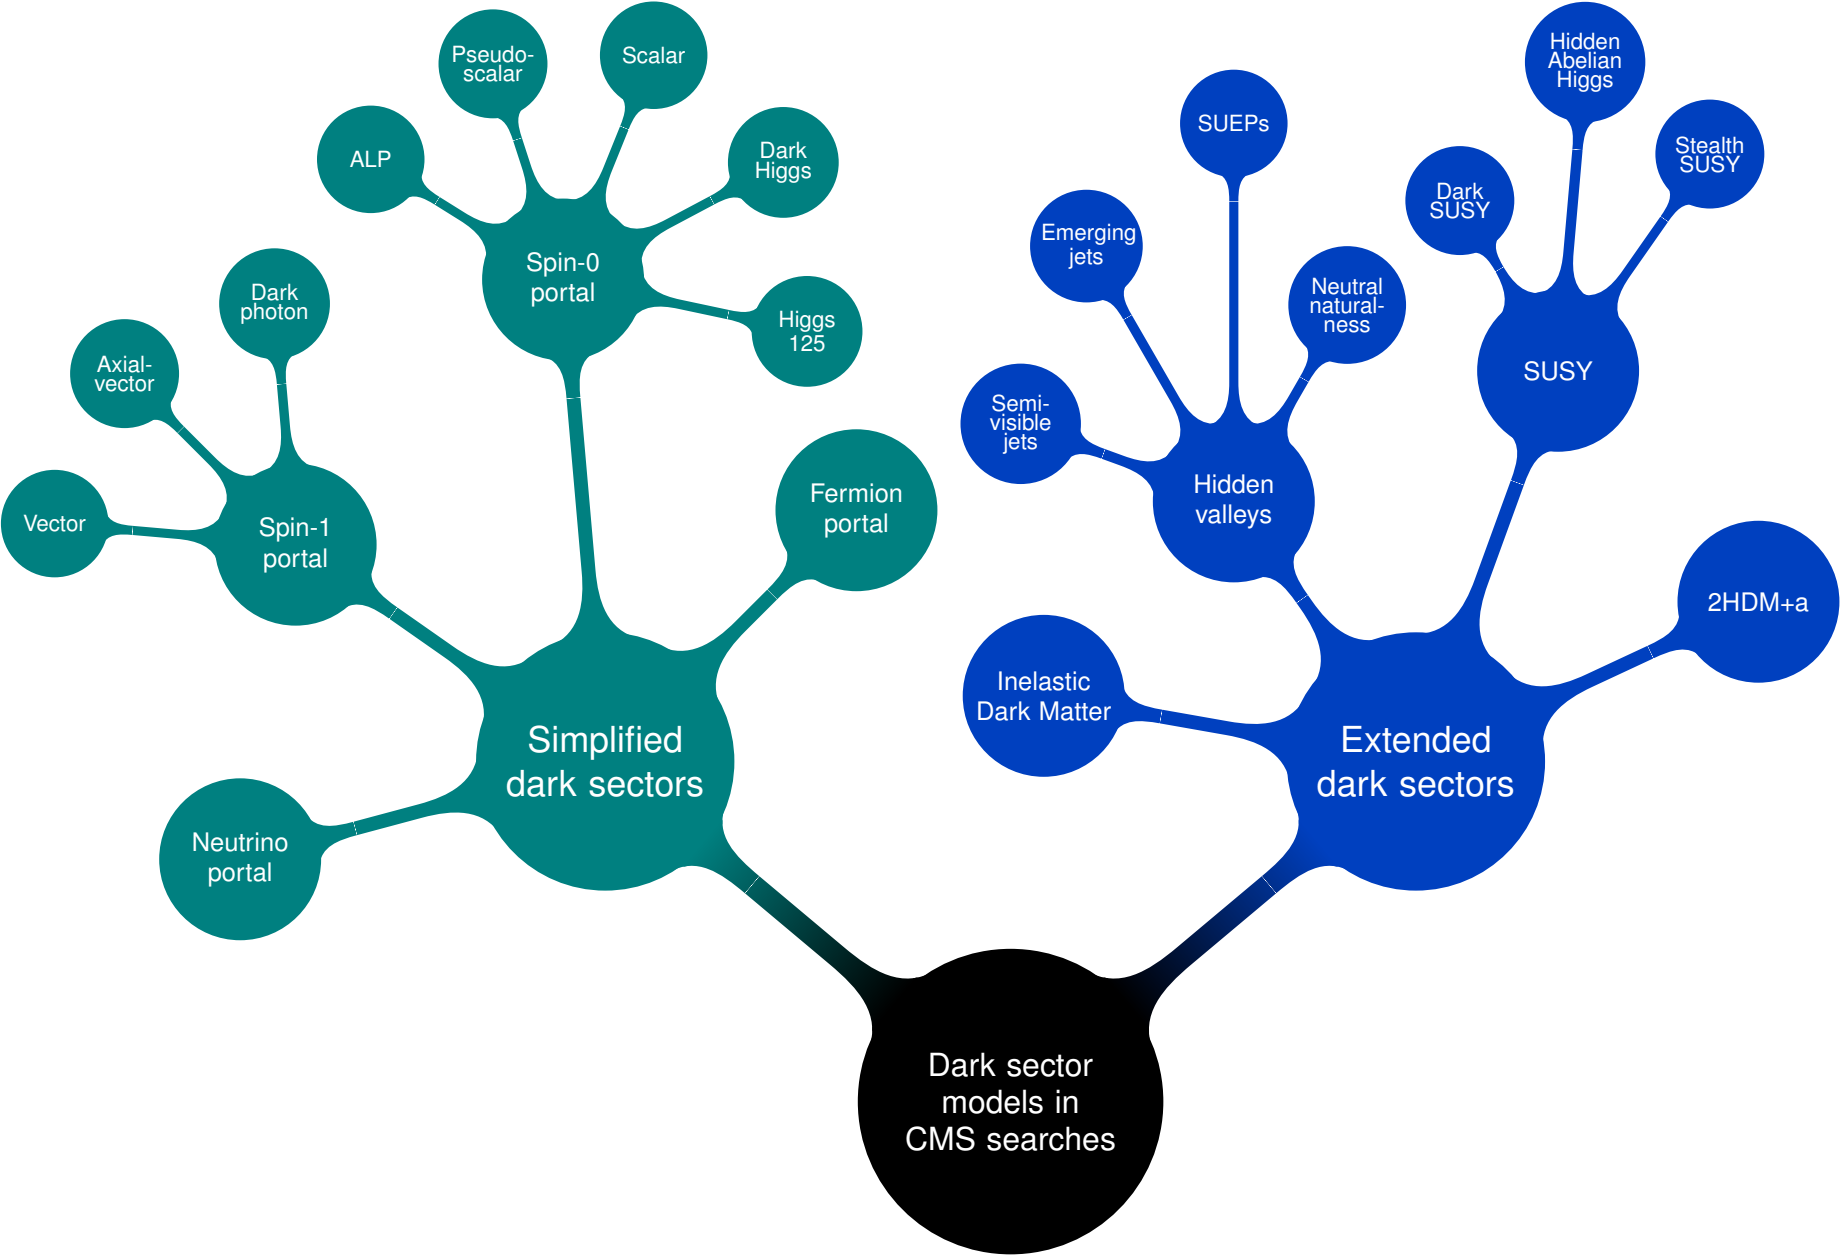 Pseudo-
scalar
Scalar
ALP
Dark
Higgs
Spin-0
portal
Higgs
125
Dark
photon
Axial-
vector
Vector
Spin-1
portal
Fermion
portal
Simplified
dark sectors
Neutrino
portal
Hidden
Abelian
Higgs
SUEPs
Stealth
SUSY
Dark
SUSY
Emerging
jets
Neutral
natural-
ness
SUSY
Semi-
visible
jets
Hidden
valleys
2HDM+a
Inelastic
Dark Matter
Extended
dark sectors
Dark sector
models in
CMS searches